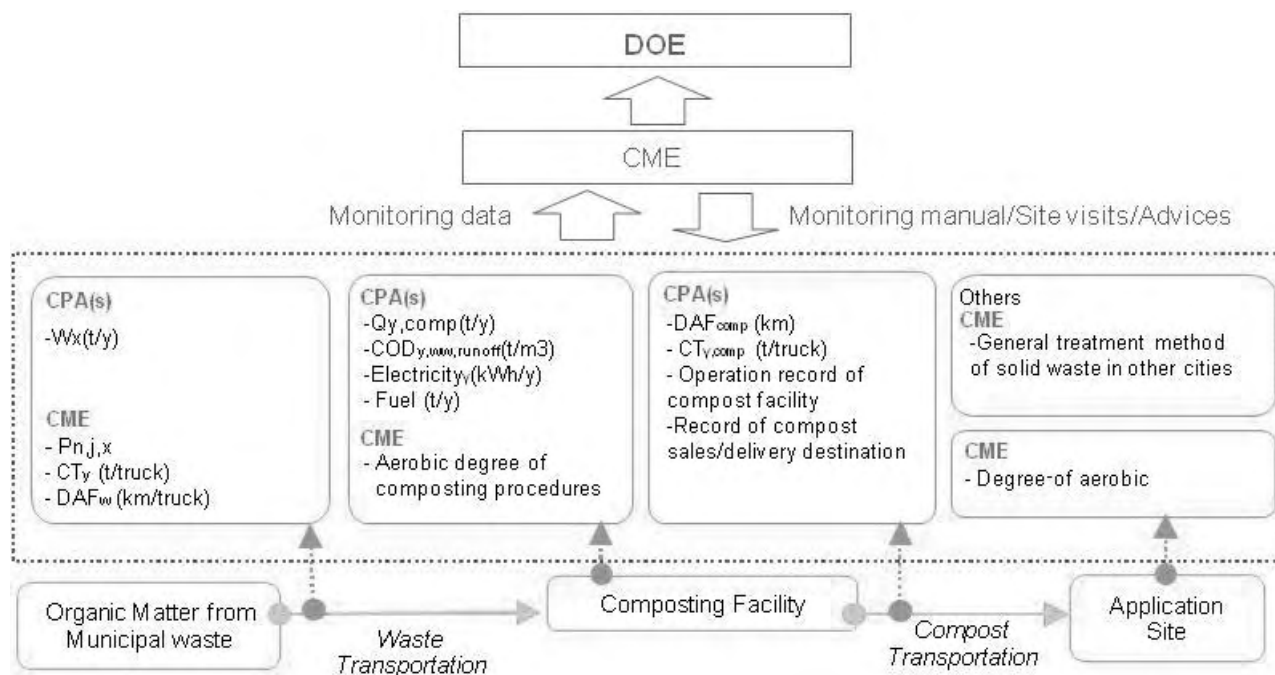 DOE
CME
Monitoring data
Monitoring manual/Site visits/Advices
CPA(s)
-Wx(t/y)
CME
- Pn,j,x
- CTy (t/truck)
- DAFw (km/truck)
CPA(s)
-Qy,comp(t/y)
-CODy,ww,runoff(t/m3)
-Electricityy(kWh/y)
- Fuel (t/y)
CME
- Aerobic degree of
composting procedures
CPA(s)
-DAFcomp (km)
- CTy,comp (t/truck)
- Operation record of
compost facility
-Record of compost
sales/delivery destination
Others
CME
-General treatment method
of solid waste in other cities
CME
- Degree-of aerobic
Organic Matter from
Municipal waste
Waste
Transportation
Composting Facility
Compost
Transportation
Application
Site